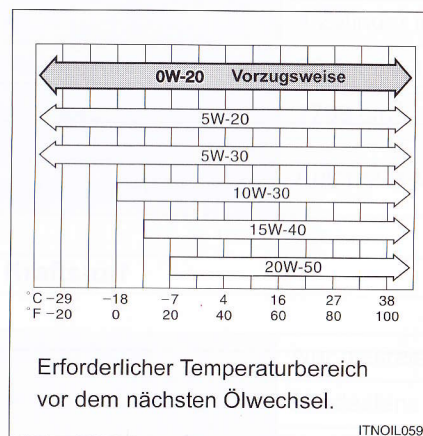 0W-20 Vorzugsweise
5W-20
5W-30
10W-30
15W-40
20W-50
°C -29 -18 -7 4 16 27 38
°F -20 0 20 40 60 80 100
Erforderlicher Temperaturbereich
vor dem nächsten Ölwechsel.
ITNOIL059